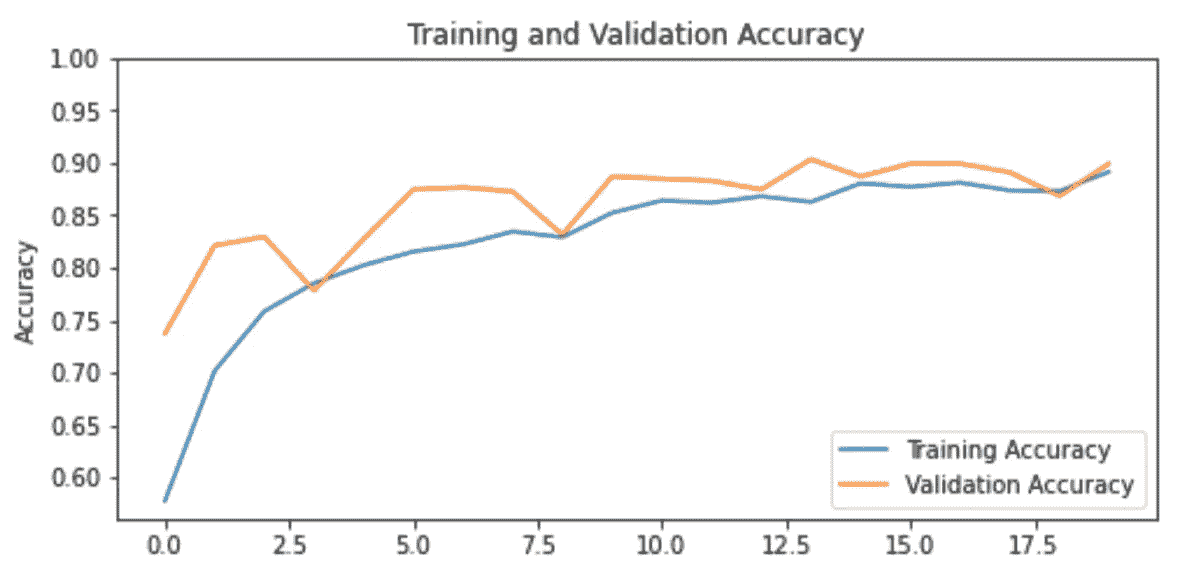 Training and Validation Accuracy
1.00
0.95
0.90
0.85
0.80
0.75
0.70
0.65
0.60
Accuracy
Training Accuracy
Validation Accuracy
0.0 2.5 5.0 7.5 10.0 12.5 15.0 17.5